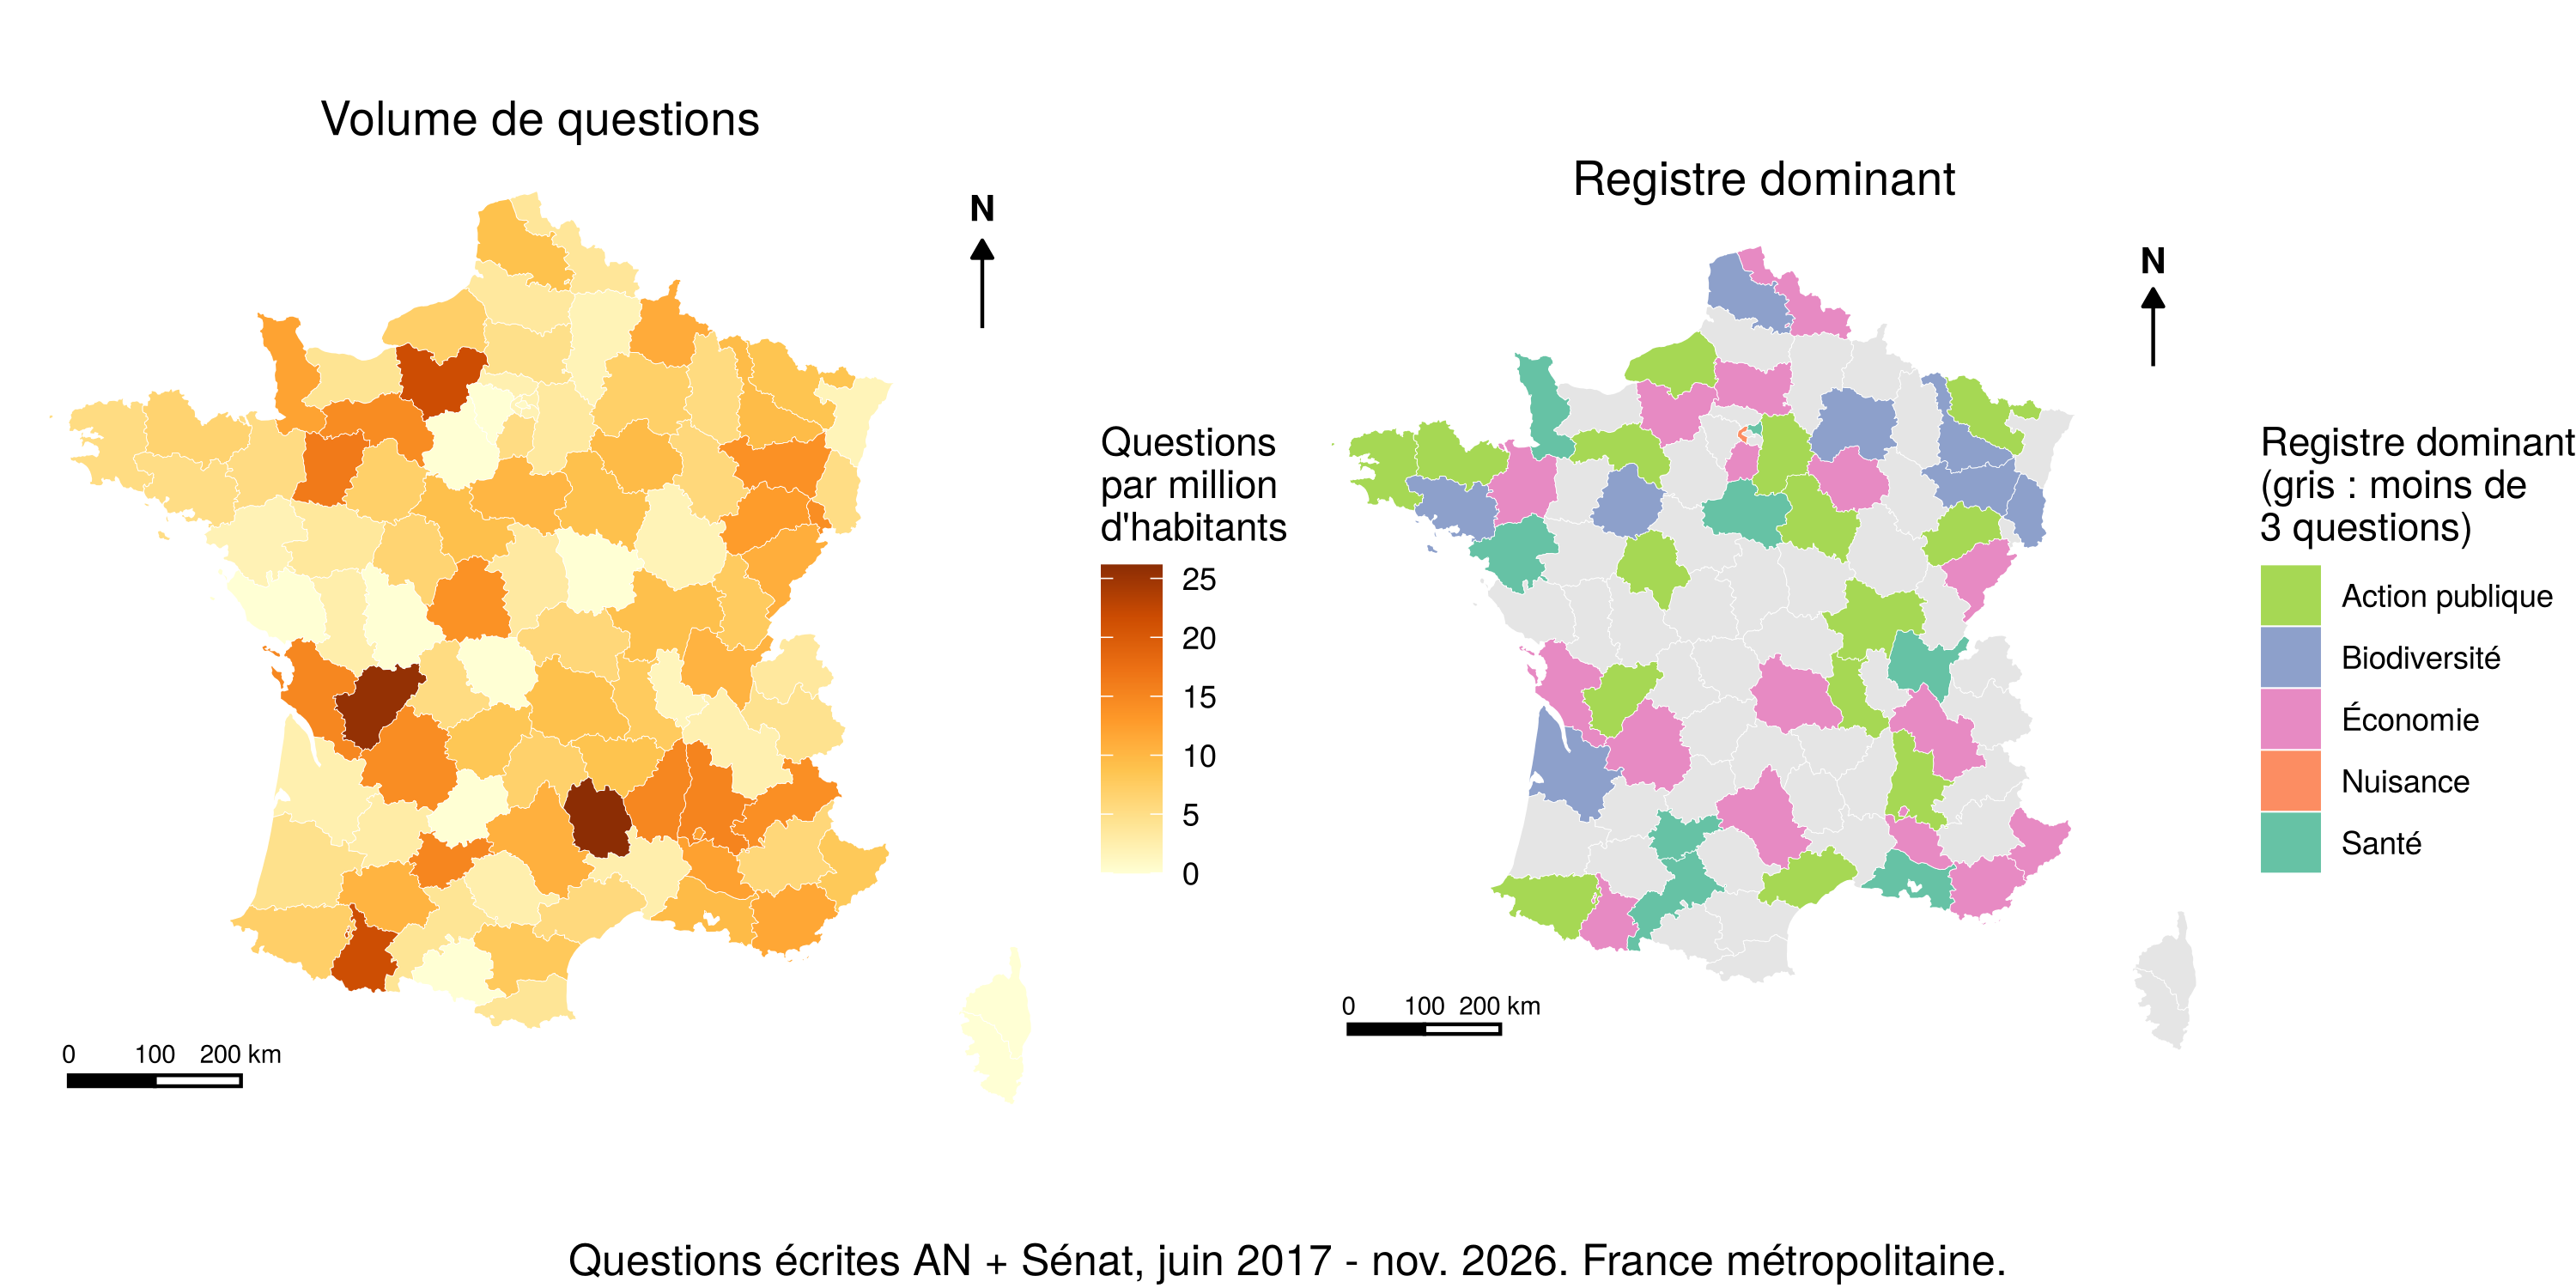 Volume de questions
N
Questions
par million
d'habitants
25
20
15
10
5
0
0 100 200 km
Registre dominant
N
Registre dominant
(gris : moins de
3 questions)
Action publique
Biodiversité
Économie
Nuisance
Santé
0 100 200 km
Questions écrites AN + Sénat, juin 2017 - nov. 2026. France métropolitaine.